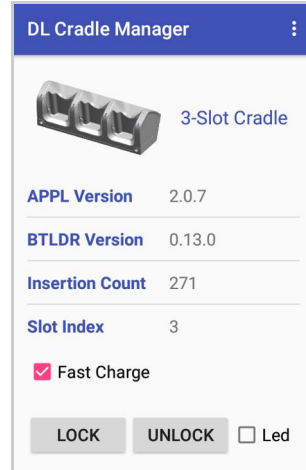 DL Cradle Manager
3-Slot Cradle
APPL Version 2.0.7
BTLDR Version 0.13.0
Insertion Count 271
Slot Index 3
Fast Charge
LOCK UNLOCK Led